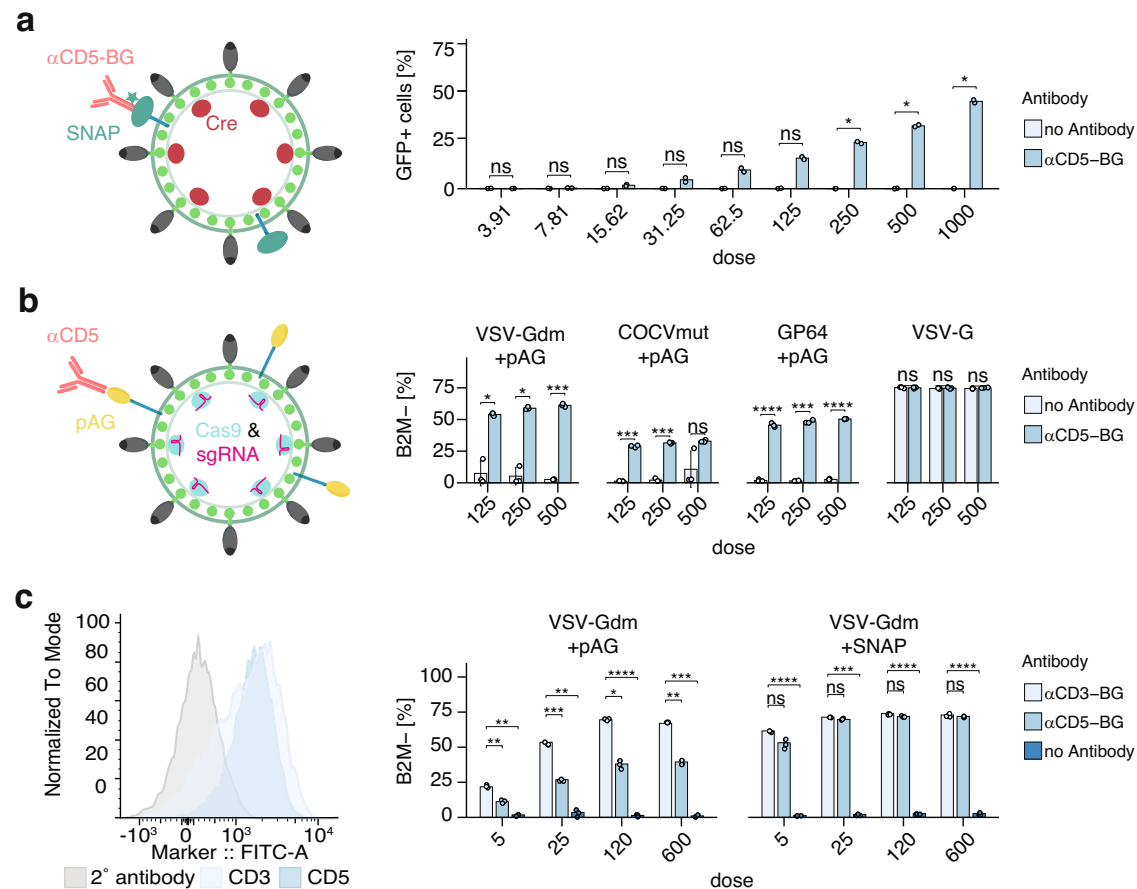 a
αCD5-BG
SNAP
Cre
GFP+ cells [%]
75
50
25
0
ns
ns
ns
ns
ns
ns
*
*
*
3.91
7.81
15.62
31.25
62.5
125
250
500
1000
dose
Antibody
no Antibody
αCD5-BG
b
αCD5
pAG
Cas9 &
sgRNA
VSV-Gdm
+pAG
COCVmut
+pAG
GP64
+pAG
VSV-G
B2M− [%]
75
50
25
0
* * ***
*** *** ns
**** *** ****
ns ns ns
125 250 500
125 250 500
125 250 500
125 250 500
dose
Antibody
no Antibody
αCD5-BG
c
Normalized To Mode
100
80
60
40
20
0
-10³ 0 10³ 10⁴
Marker :: FITC-A
2° antibody CD3 CD5
VSV-Gdm
+pAG
VSV-Gdm
+SNAP
B2M− [%]
100
75
50
25
0
**
**
**
***
****
*
***
**
****
ns
***
ns
****
ns
****
ns
5 25 120 600
5 25 120 600
dose
Antibody
αCD3−BG
αCD5−BG
no Antibody